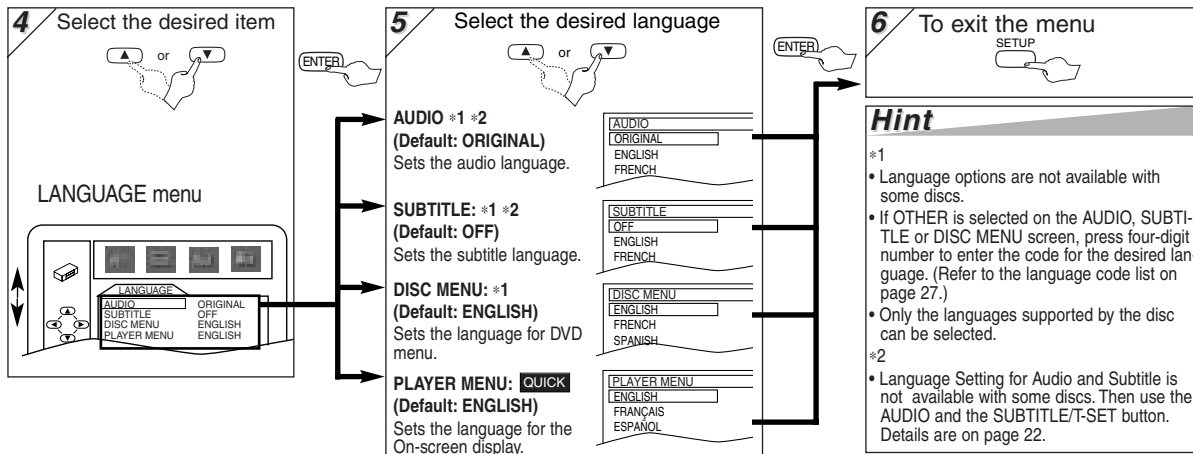 4 Select the desired item
▲ or ▼
ENTER
LANGUAGE menu
LANGUAGE
AUDIO ORIGINAL
SUBTITLE OFF
DISC MENU ENGLISH
PLAYER MENU ENGLISH
5 Select the desired language
▲ or ▼
ENTER
AUDIO *1 *2
(Default: ORIGINAL)
Sets the audio language.
AUDIO
ORIGINAL
ENGLISH
FRENCH
SUBTITLE: *1 *2
(Default: OFF)
Sets the subtitle language.
SUBTITLE
OFF
ENGLISH
FRENCH
DISC MENU: *1
(Default: ENGLISH)
Sets the language for DVD
menu.
DISC MENU
ENGLISH
FRENCH
SPANISH
PLAYER MENU: QUICK
(Default: ENGLISH)
Sets the language for the
On-screen display.
PLAYER MENU
ENGLISH
FRANÇAIS
ESPAÑOL
6 To exit the menu
SETUP
Hint
*1
• Language options are not available with
some discs.
• If OTHER is selected on the AUDIO, SUBTI-
TLE or DISC MENU screen, press four-digit
number to enter the code for the desired lan-
guage. (Refer to the language code list on
page 27.)
• Only the languages supported by the disc
can be selected.
*2
• Language Setting for Audio and Subtitle is
not available with some discs. Then use the
AUDIO and the SUBTITLE/T-SET button.
Details are on page 22.